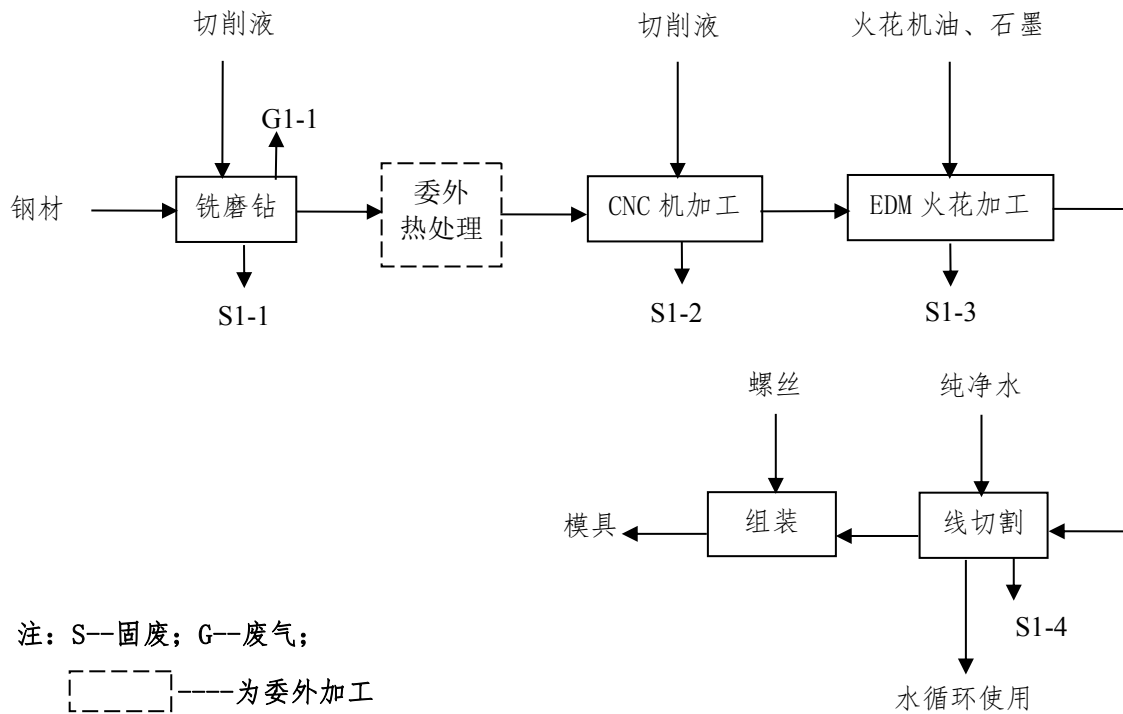 切削液
切削液
火花机油、石墨
G1-1
钢材
铣磨钻
委外
热处理
CNC 机加工
EDM 火花加工
S1-1
S1-2
S1-3
螺丝
纯净水
模具
组装
线切割
S1-4
水循环使用
注：S--固废；G--废气；
----为委外加工